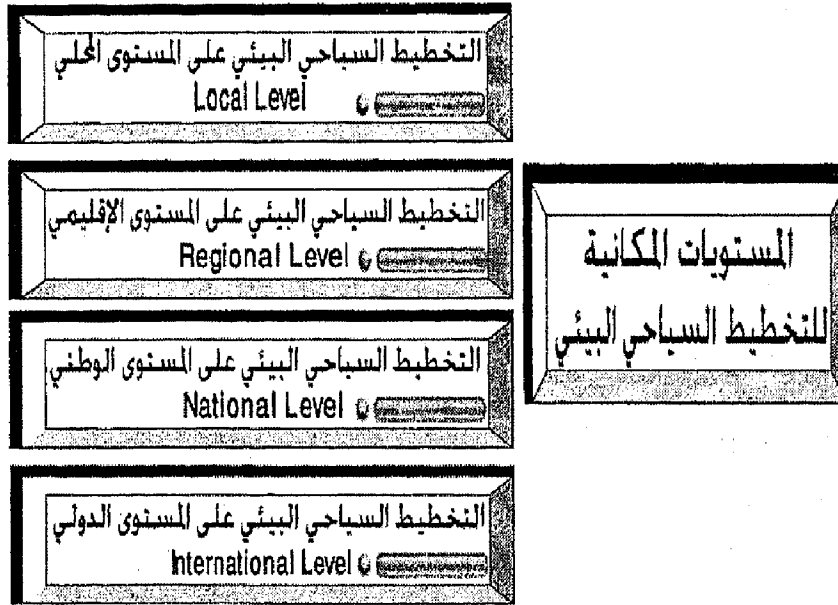 المستويات المكانية
للتخطيط السياحي البيئي
التخطيط السياحي البيئي على المستوى المحلي
Local Level
التخطيط السياحي البيئي على المستوى الإقليمي
Regional Level
التخطيط السياحي البيئي على المستوى الوطني
National Level
التخطيط السياحي البيئي على المستوى الدولي
International Level